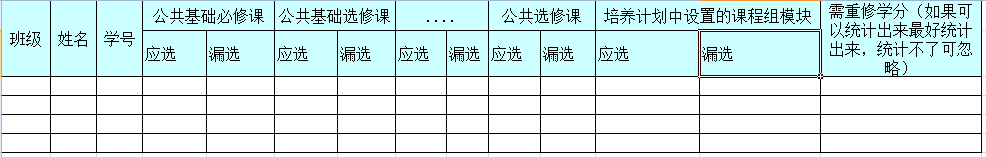 班级 姓名 学号 公共基础必修课 公共基础选修课 .... 公共选修课 培养计划中设置的课程组模块 需重修学分（如果可
以统计出来最好统计
出来，统计不了可忽
略）
应选 漏选 应选 漏选 应选 漏选 应选 漏选 应选 漏选